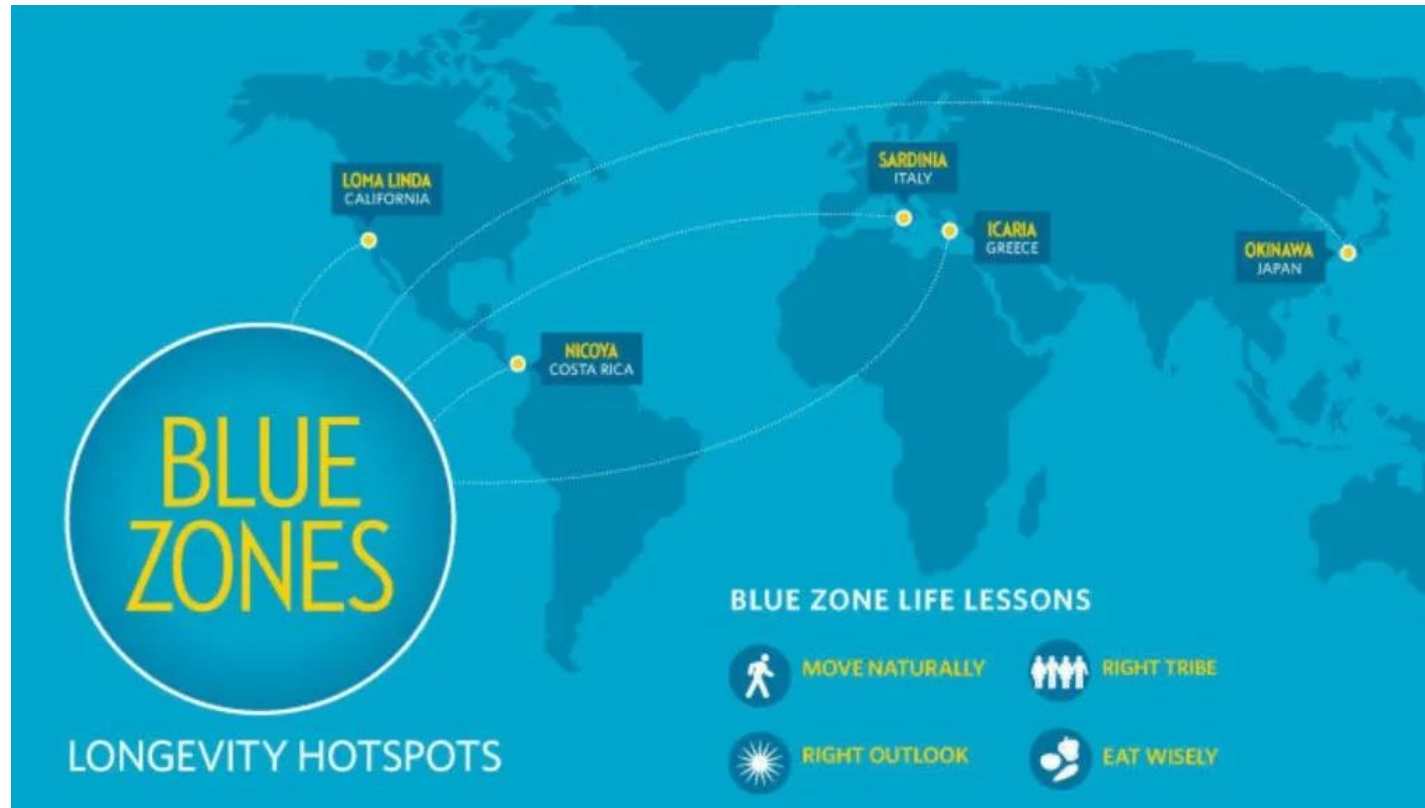 LOMA LINDA
CALIFORNIA
SARDINIA
ITALY
ICARIA
GREECE
OKINAWA
JAPAN
NICOYA
COSTA RICA
BLUE
ZONES
LONGEVITY HOTSPOTS
BLUE ZONE LIFE LESSONS
MOVE NATURALLY
RIGHT TRIBE
RIGHT OUTLOOK
EAT WISELY